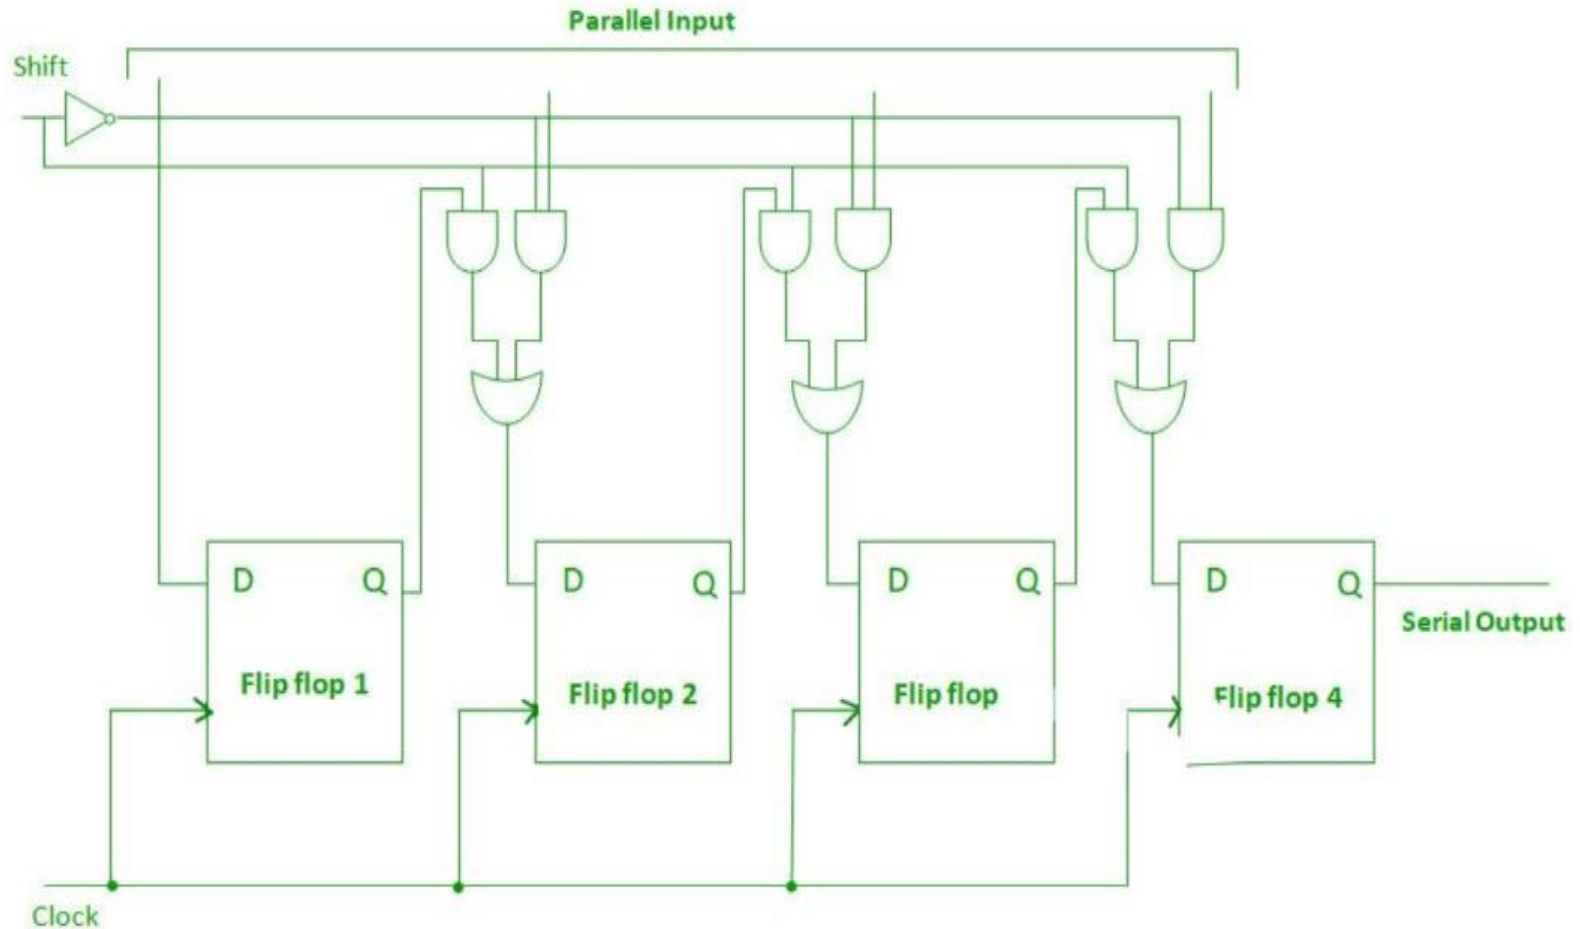 Parallel Input
Shift
D Q
D Q
D Q
D Q
Serial Output
Flip flop 1
Flip flop 2
Flip flop
Flip flop 4
Clock